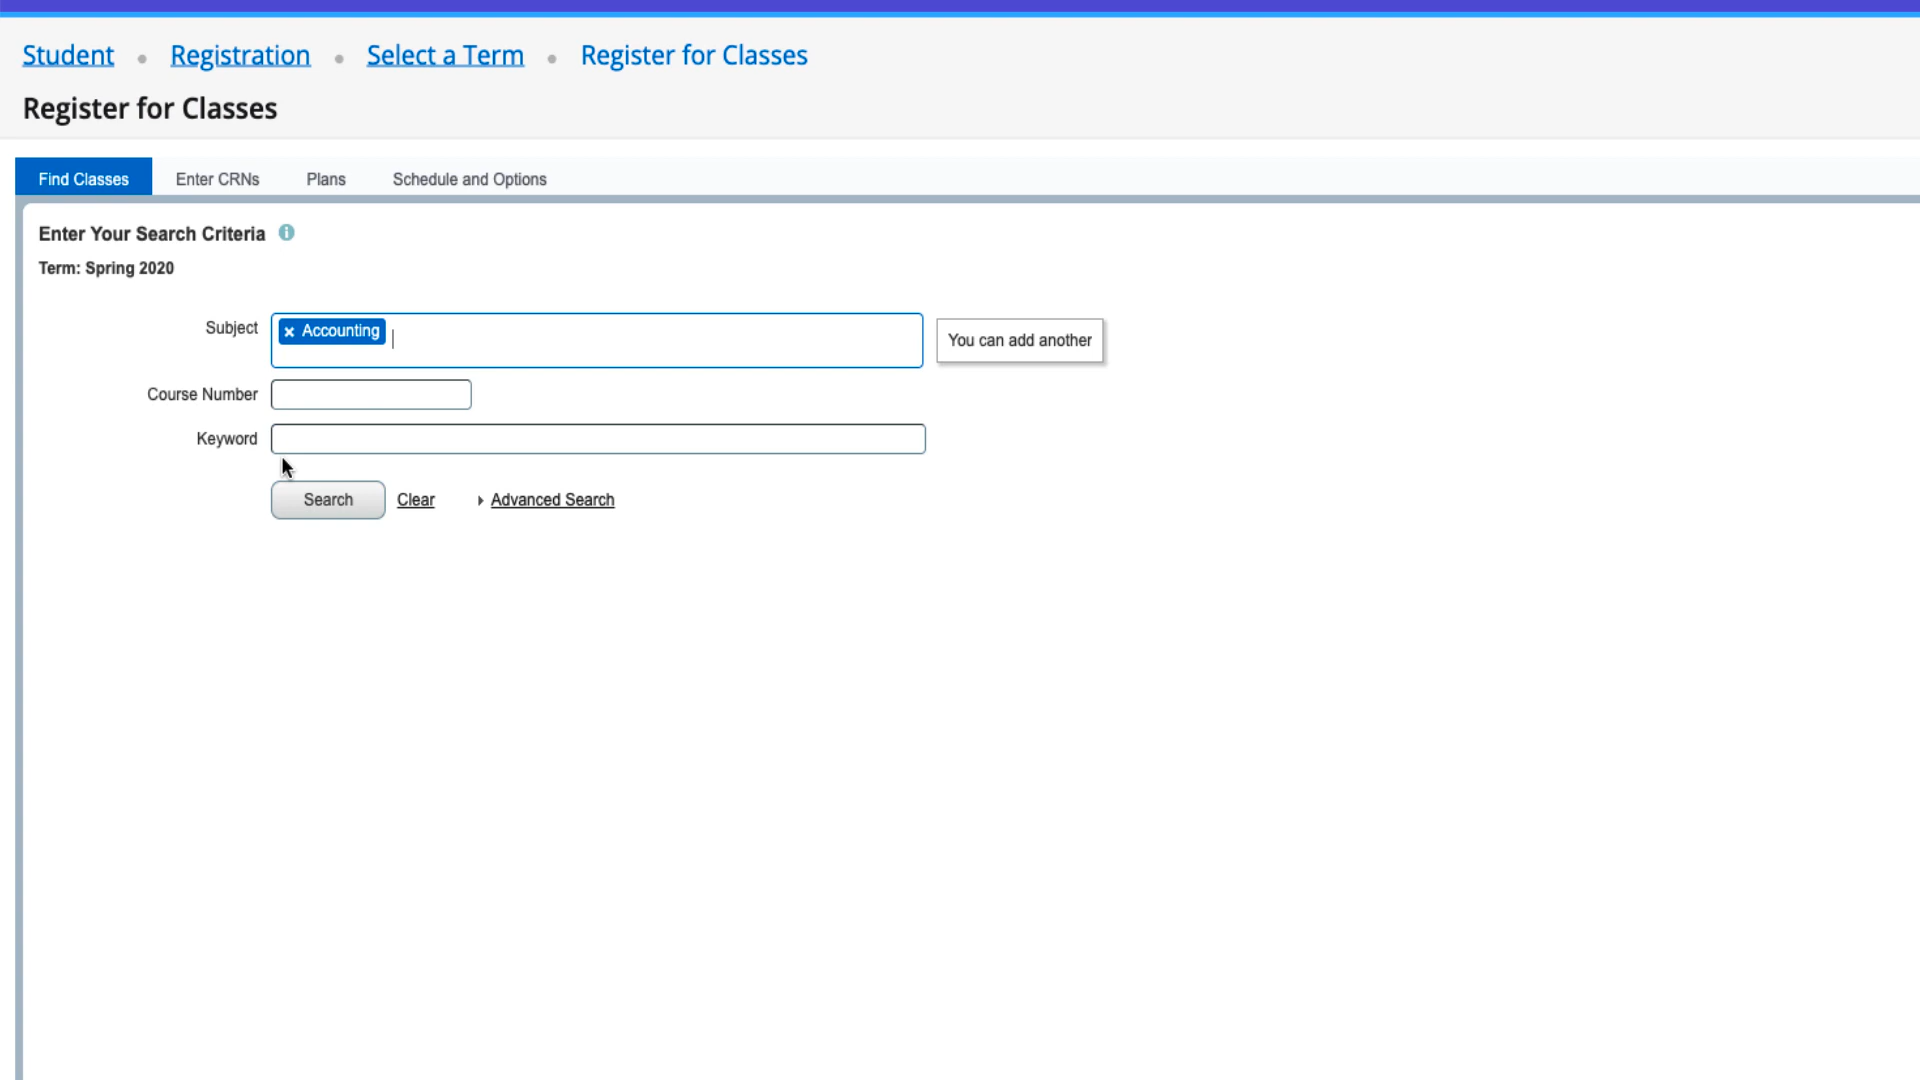 Student • Registration • Select a Term • Register for Classes
Register for Classes
Find Classes Enter CRNs Plans Schedule and Options
Enter Your Search Criteria
Term: Spring 2020
Subject × Accounting You can add another
Course Number
Keyword
Search Clear Advanced Search